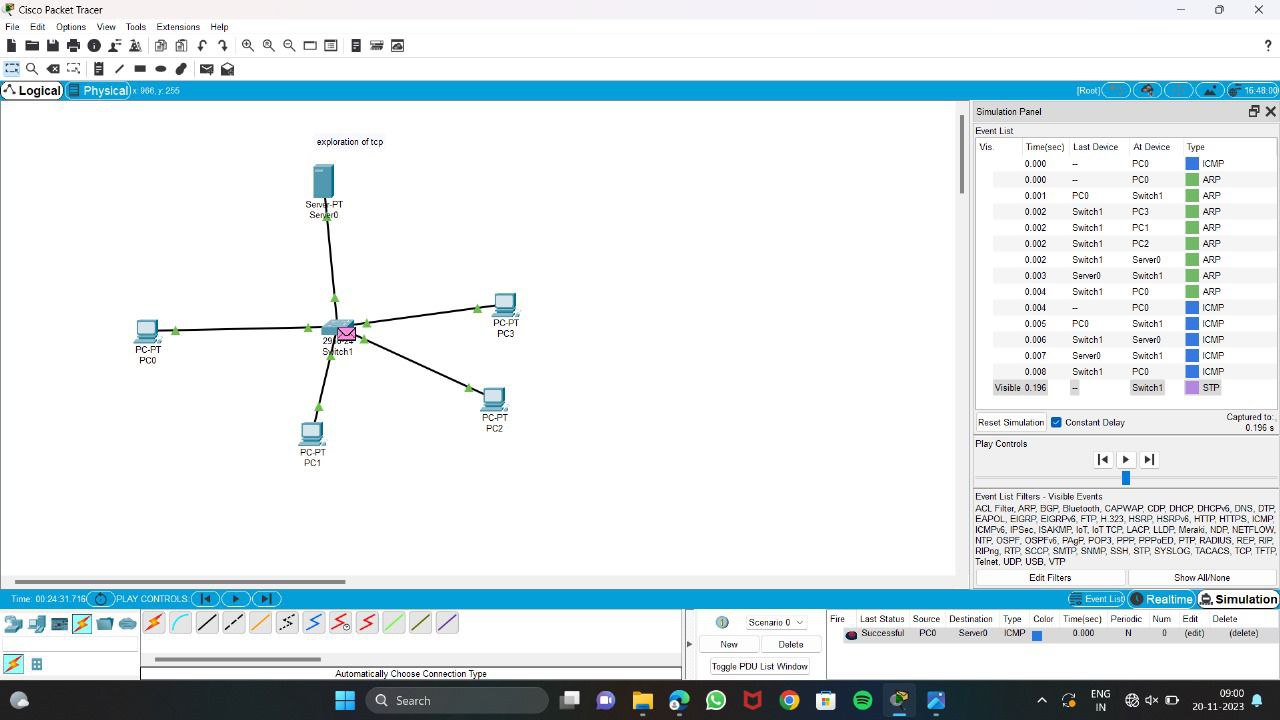 Cisco Packet Tracer
File Edit Options View Tools Extensions Help
?
Logical Physical x: 966, y: 255 [Root] 16:48:00
exploration of tcp
Server-PT
Server0
PC-PT
PC3
PC-PT
PC0
Switch1
PC-PT
PC2
PC-PT
PC1
Simulation Panel
Event List
Vis. Time(sec) Last Device At Device Type
0.000 -- PC0 ICMP
0.000 -- PC0 ARP
0.001 PC0 Switch1 ARP
0.002 Switch1 PC3 ARP
0.002 Switch1 PC1 ARP
0.002 Switch1 PC2 ARP
0.002 Switch1 Server0 ARP
0.003 Server0 Switch1 ARP
0.004 Switch1 PC0 ARP
0.004 -- PC0 ICMP
0.005 PC0 Switch1 ICMP
0.006 Switch1 Server0 ICMP
0.007 Server0 Switch1 ICMP
0.008 Switch1 PC0 ICMP
Visible 0.196 -- Switch1 STP
Reset Simulation Constant Delay Captured to:
0.196 s
Play Controls
Event List Filters - Visible Events
ACL Filter, ARP, BGP, Bluetooth, CAPWAP, CDP, DHCP, DHCPv6, DNS, DTP,
EAPOL, EIGRP, EIGRPv6, FTP, H.323, HSRP, HSRPv6, HTTP, HTTPS, ICMP,
ICMPv6, IPSec, ISAKMP, IoT, IoT TCP, LACP, LLDP, Meraki, NDP, NETFLOW,
NTP, OSPF, OSPFv6, PAgP, POP3, PPP, PPPoED, PTP, RADIUS, REP, RIP,
RIPng, RTP, SCCP, SMTP, SNMP, SSH, STP, SYSLOG, TACACS, TCP, TFTP,
Telnet, UDP, USB, VTP
Edit Filters Show All/None
Time: 00:24:31.716 PLAY CONTROLS: Event List Realtime Simulation
Scenario 0
New Delete
Toggle PDU List Window
Fire Last Status Source Destination Type Color Time(sec) Periodic Num Edit Delete
Successful PC0 Server0 ICMP 0.000 N 0 (edit) (delete)
Automatically Choose Connection Type
Search
ENG
IN
09:00
20-11-2023